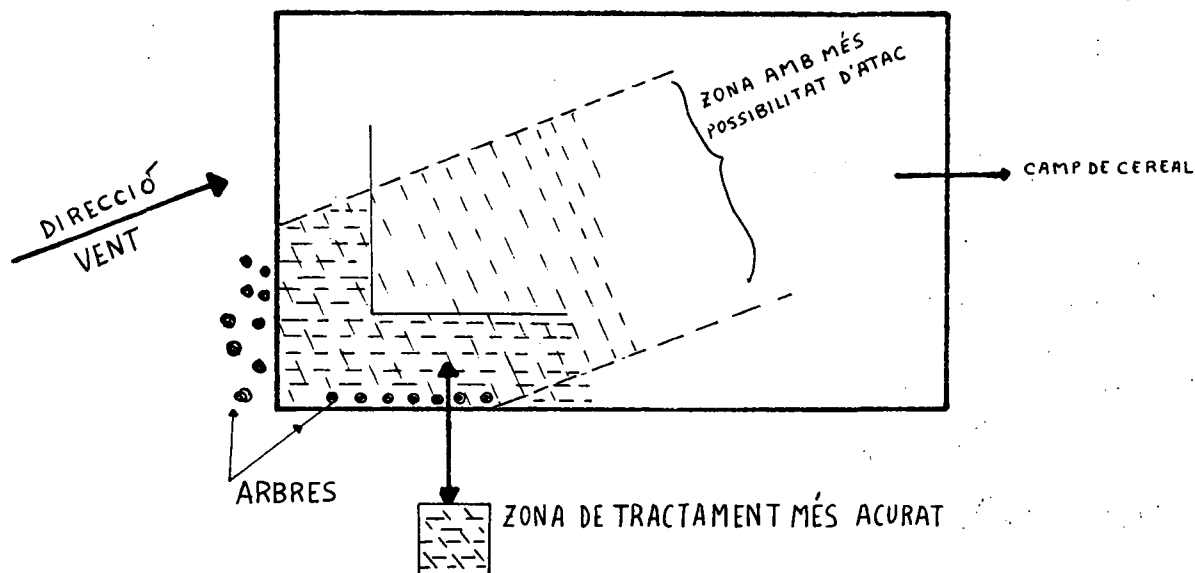 ZONA AMB MÉS
POSSIBILITAT D'ATAC
CAMP DE CEREAL
DIRECCIÓ
VENT
ARBRES
ZONA DE TRACTAMENT MÉS ACURAT